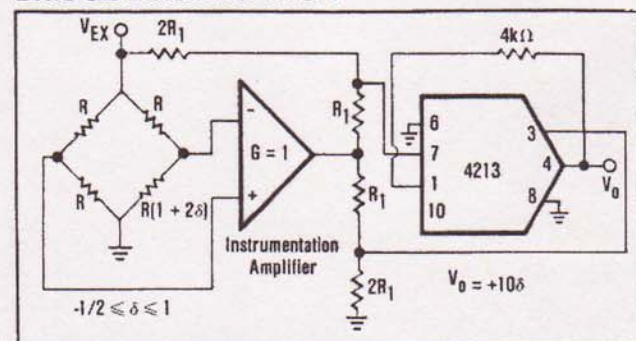 V_EX
2R₁
4kΩ
R
R
R
R(1 + 2δ)
−
+
G = 1
Instrumentation
Amplifier
R₁
R₁
2R₁
6
7
1
10
4213
3
4
8
V₀
V₀ = +10δ
-1/2 ⩽ δ ⩽ 1